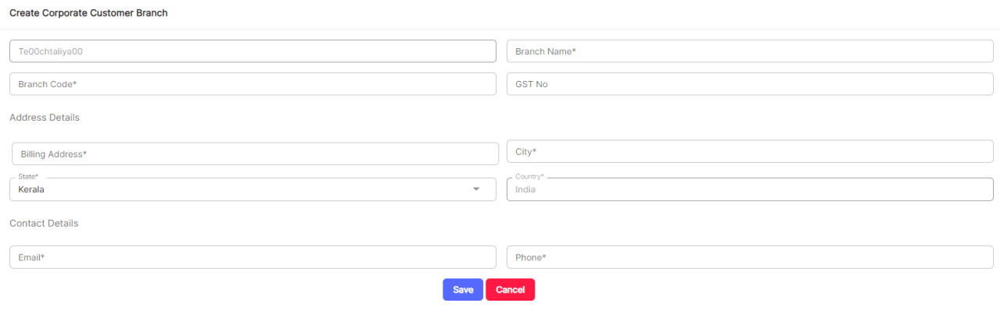 Create Corporate Customer Branch
Te00chtaliya00
Branch Name*
Branch Code*
GST No
Address Details
Billing Address*
City*
State*
Kerala
Country*
India
Contact Details
Email*
Phone*
Save
Cancel